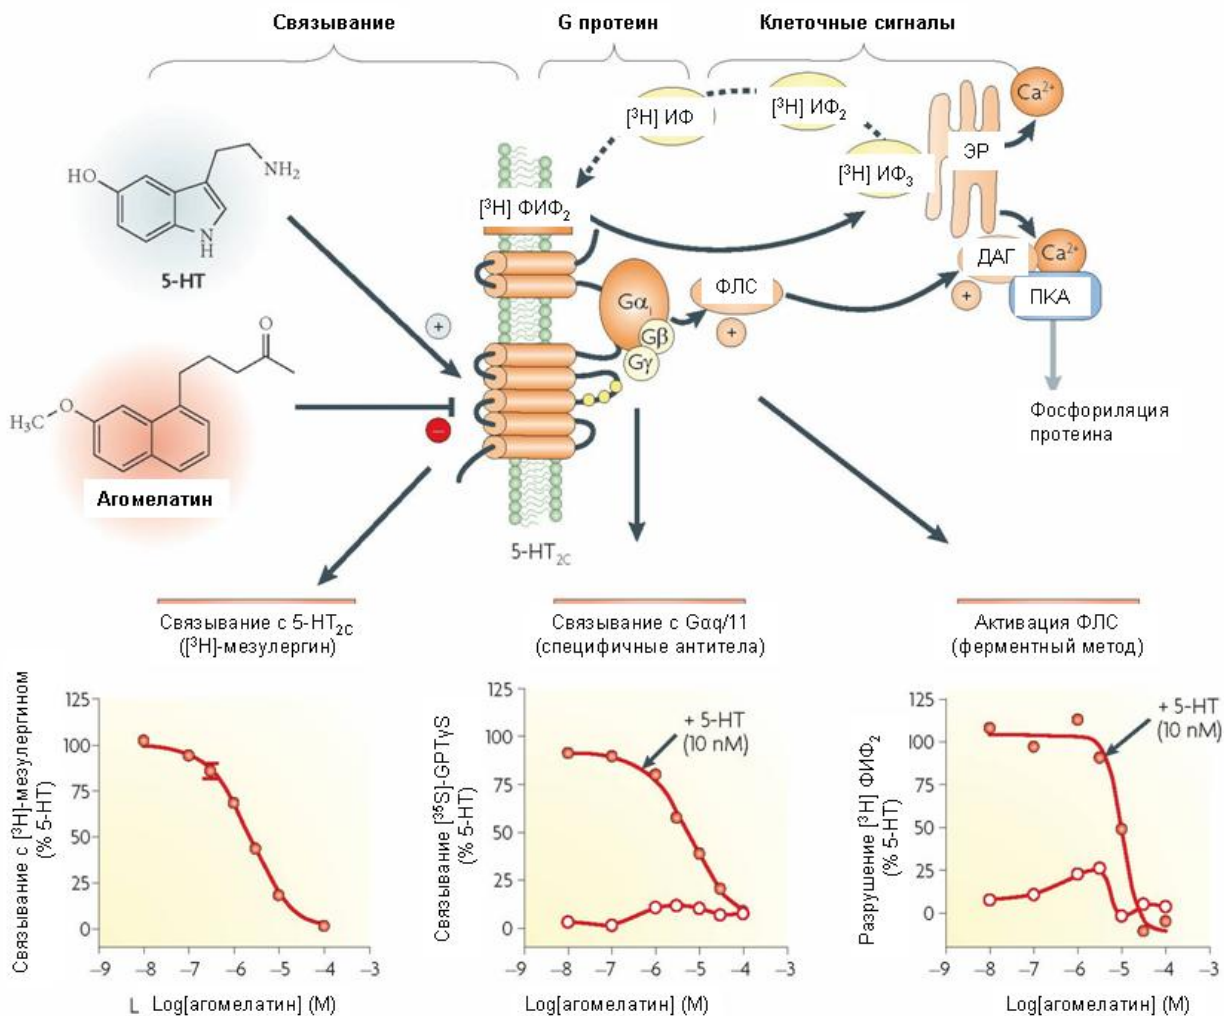 Связывание
G протеин
Клеточные сигналы
[³H] ИФ
[³H] ИФ₂
Ca²⁺
ЭР
[³H] ИФ₃
HO
NH₂
N
H
5-HT
[³H] ФИФ₂
ДАГ
Ca²⁺
ФЛС
Gαᵢ
+
ПКА
+
Gβ
+
Gγ
O
O
H₃C
−
Фосфориляция
протеина
Агомелатин
5-HT₂C
Связывание с 5-HT₂C
([³H]-мезулергин)
Связывание с Gαq/11
(специфичные антитела)
Активация ФЛС
(ферментный метод)
Связывание с [³H]-мезулергином
(% 5-HT)
125
100
75
50
25
0
−9
−8
−7
−6
−5
−4
−3
L Log[агомелатин] (M)
Связывание [³⁵S]-GPTγS
(% 5-HT)
125
100
75
50
25
0
+ 5-HT
(10 nM)
−9
−8
−7
−6
−5
−4
−3
Log[агомелатин] (M)
Разрушение [³H] ФИФ₂
(% 5-HT)
125
100
75
50
25
0
+ 5-HT
(10 nM)
−9
−8
−7
−6
−5
−4
−3
Log[агомелатин] (M)